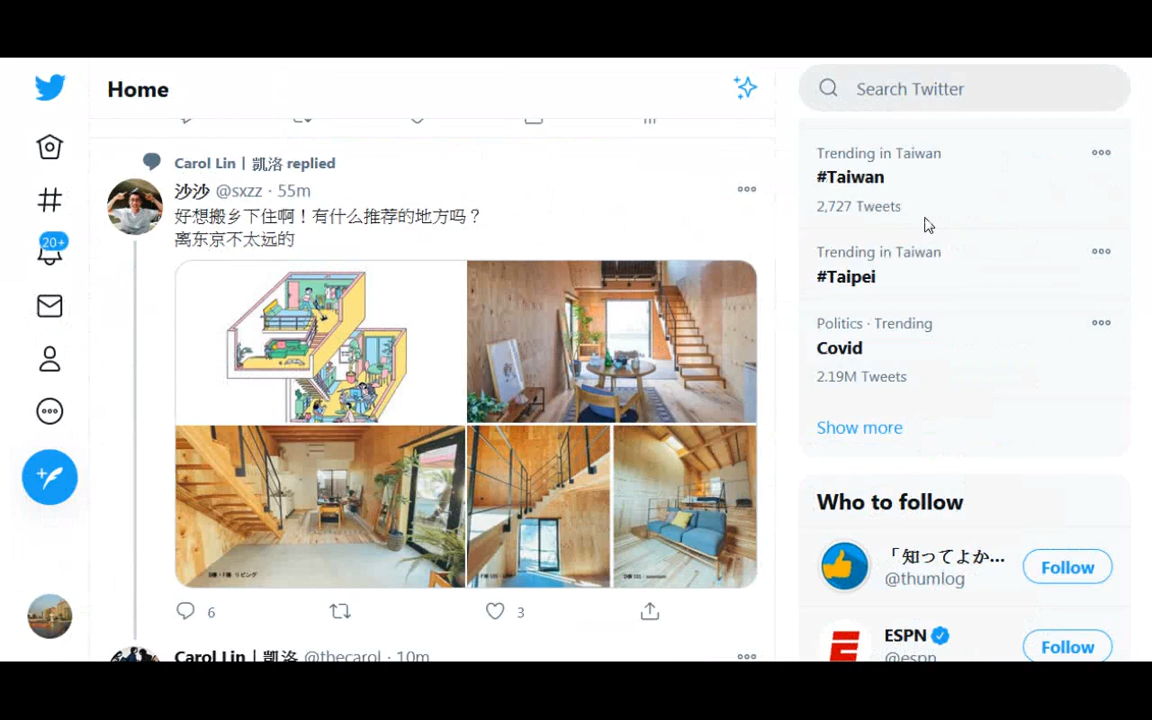 Home
Carol Lin | 凱洛 replied
沙沙 @sxzz · 55m
好想搬乡下住啊！有什么推荐的地方吗？
离东京不太远的
6
3
Carol Lin | 凱洛 @thecarol · 10m
20+
Search Twitter
Trending in Taiwan
#Taiwan
2,727 Tweets
Trending in Taiwan
#Taipei
Politics · Trending
Covid
2.19M Tweets
Show more
Who to follow
「知ってよか...
@thumlog
Follow
ESPN
@espn
Follow